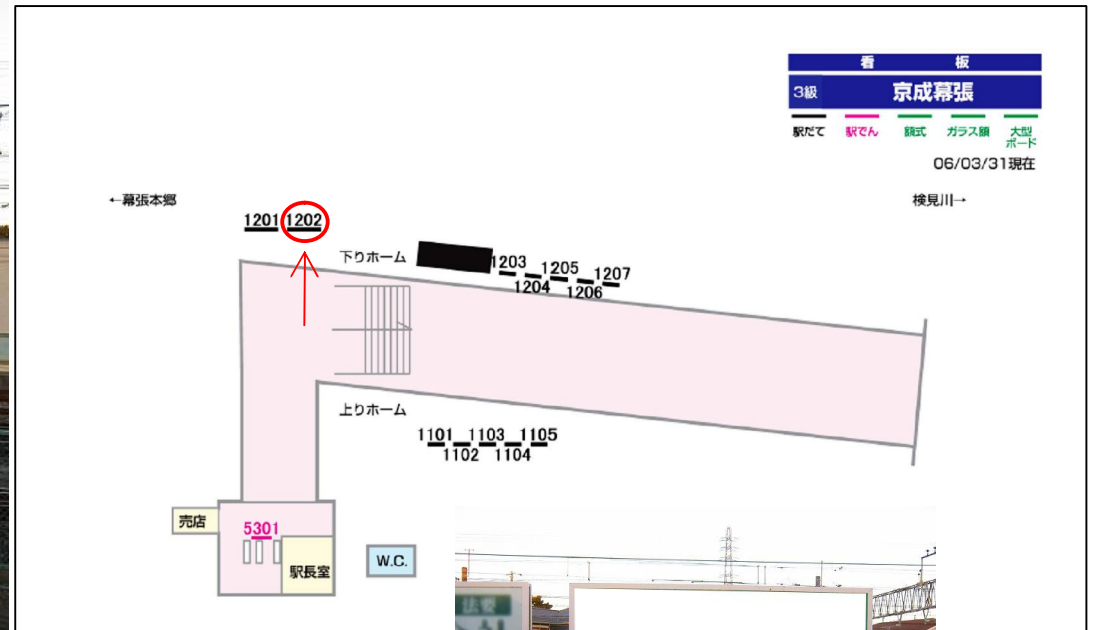 看 板
3級 京成幕張
駅だて 駅でん 額式 ガラス額 大型ボード
06/03/31現在
←幕張本郷
検見川→
1201 1202
下りホーム
1203 1205 1207
1204 1206
上りホーム
1101 1103 1105
1102 1104
売店
5301
駅長室
W.C.
法要